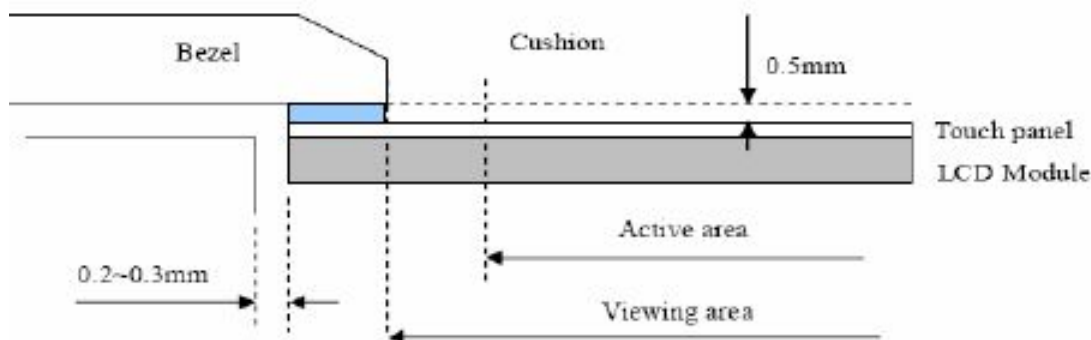 Cushion
Bezel
0.5mm
Touch panel
LCD Module
Active area
0.2~0.3mm
Viewing area